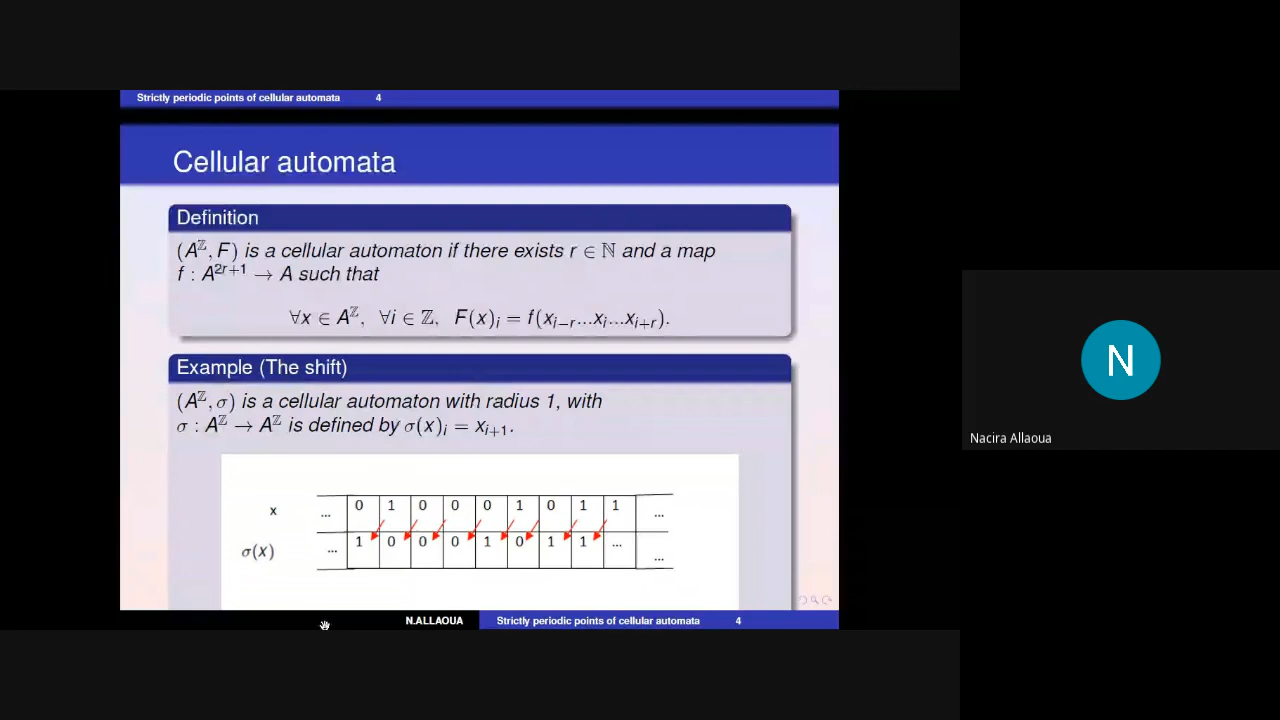 Strictly periodic points of cellular automata 4
Cellular automata
Definition
(A^ℤ, F) is a cellular automaton if there exists r ∈ ℕ and a map
f : A^{2r+1} → A such that
∀x ∈ A^ℤ, ∀i ∈ ℤ, F(x)_i = f(x_{i−r}...x_i...x_{i+r}).
Example (The shift)
(A^ℤ, σ) is a cellular automaton with radius 1, with
σ : A^ℤ → A^ℤ is defined by σ(x)_i = x_{i+1}.
x ... 0 1 0 0 0 1 0 1 1 ...
σ(x) ... 1 0 0 0 1 0 1 1 ... ...
N.ALLAOUA Strictly periodic points of cellular automata 4
N
Nacira Allaoua